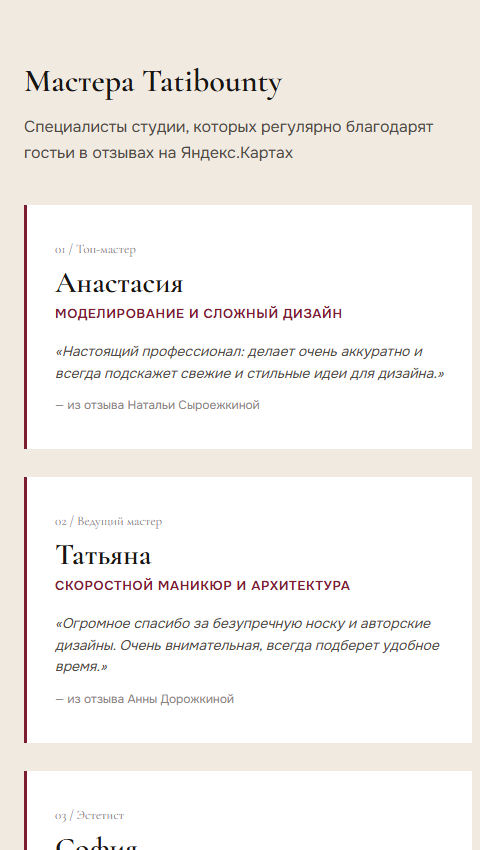 Мастера Tatibounty
Специалисты студии, которых регулярно благодарят
гостьи в отзывах на Яндекс.Картах
01 / Топ-мастер
Анастасия
МОДЕЛИРОВАНИЕ И СЛОЖНЫЙ ДИЗАЙН
«Настоящий профессионал: делает очень аккуратно и
всегда подскажет свежие и стильные идеи для дизайна.»
— из отзыва Натальи Сыроежкиной
02 / Ведущий мастер
Татьяна
СКОРОСТНОЙ МАНИКЮР И АРХИТЕКТУРА
«Огромное спасибо за безупречную носку и авторские
дизайны. Очень внимательная, всегда подберет удобное
время.»
— из отзыва Анны Дорожкиной
03 / Эстетист
София